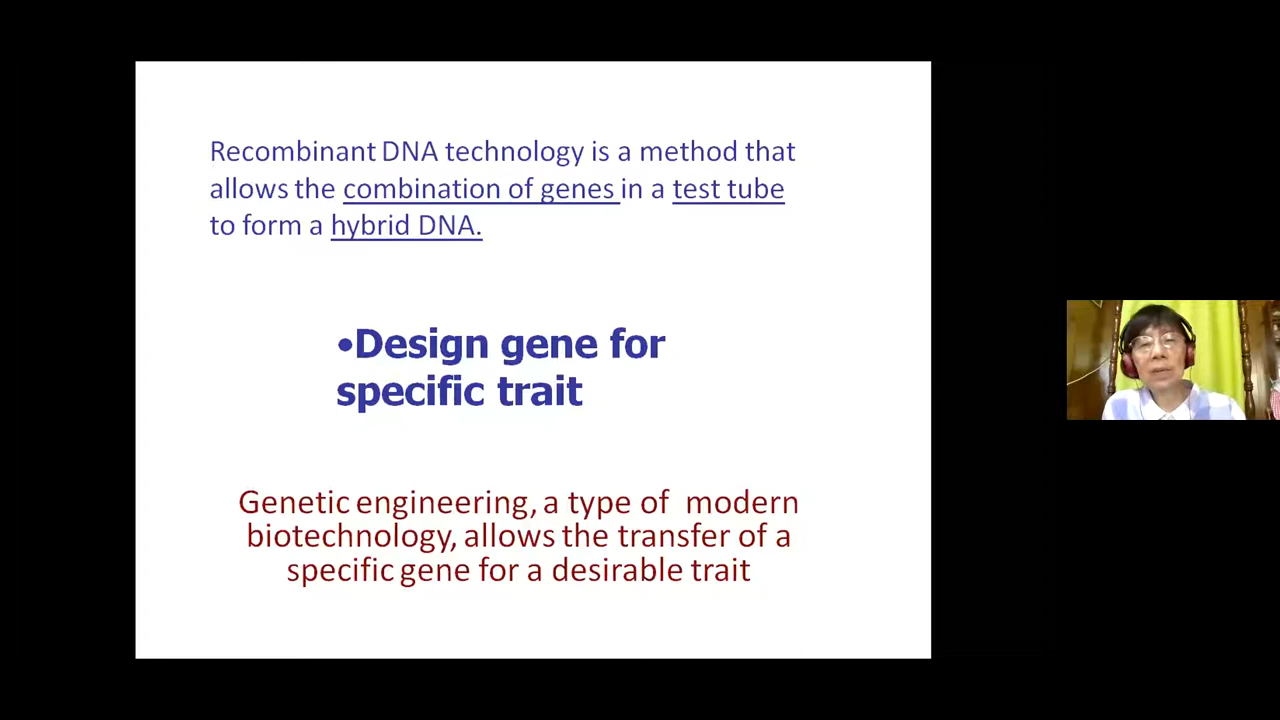 Recombinant DNA technology is a method that
allows the combination of genes in a test tube
to form a hybrid DNA.
•Design gene for
specific trait
Genetic engineering, a type of modern
biotechnology, allows the transfer of a
specific gene for a desirable trait